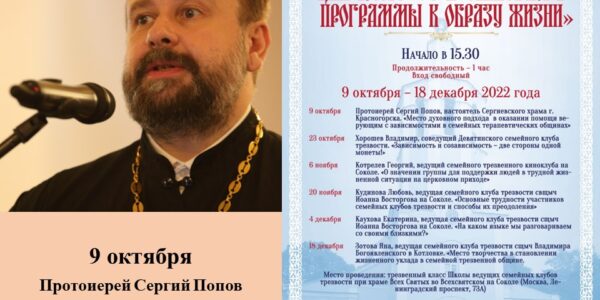 9 октября
Протоиерей Сергий Попов
ПРОГРАММЫ К ОБРАЗУ ЖИЗНИ»
Начало в 15.30
Продолжительность – 1 час
Вход свободный
9 октября – 18 декабря 2022 года
9 октября Протоиерей Сергий Попов, настоятель Сергиевского храма г.
Красногорска. «Место духовного подхода в оказании помощи ве-
рующим с зависимостями в семейных терапевтических общинах»
23 октября Хорошев Владимир, соведущий Девятинского семейного клуба
трезвости. «Зависимость и созависимость – две стороны одной
монеты!»
6 ноября Котрелев Георгий, ведущий семейного трезвенного киноклуба на
Соколе. «О значении группы для поддержки людей в трудной жиз-
ненной ситуации на церковном приходе»
20 ноября Кудинова Любовь, ведущая семейного клуба трезвости свщмч
Иоанна Восторгова на Соколе. «Основные трудности участников
семейных клубов трезвости и способы их преодоления»
4 декабря Каухова Екатерина, ведущая семейного клуба трезвости сщмч.
Иоанна Восторгова на Соколе. «На каком языке мы разговариваем
со своими близкими?»
18 декабря Зотова Яна, ведущая семейного клуба трезвости сщмч Владимира
Богоявленского в Котловке. «Место творчества в становлении
жизненного уклада в семейной трезвенной общине.
Место проведения: трезвенный класс Школы ведущих семейных клубов
трезвости при храме Всех Святых во Всехсвятском на Соколе (Москва, Ле-
нинградский проспект, 73А)